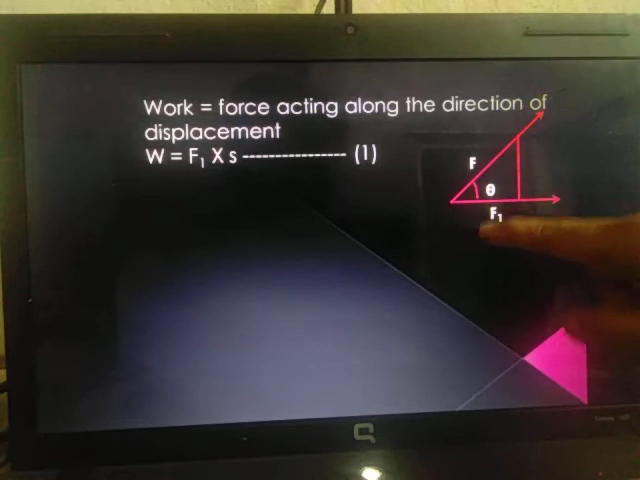 Work = force acting along the direction of
displacement
W = F₁ X s ---------------- (1)
F
θ
F₁